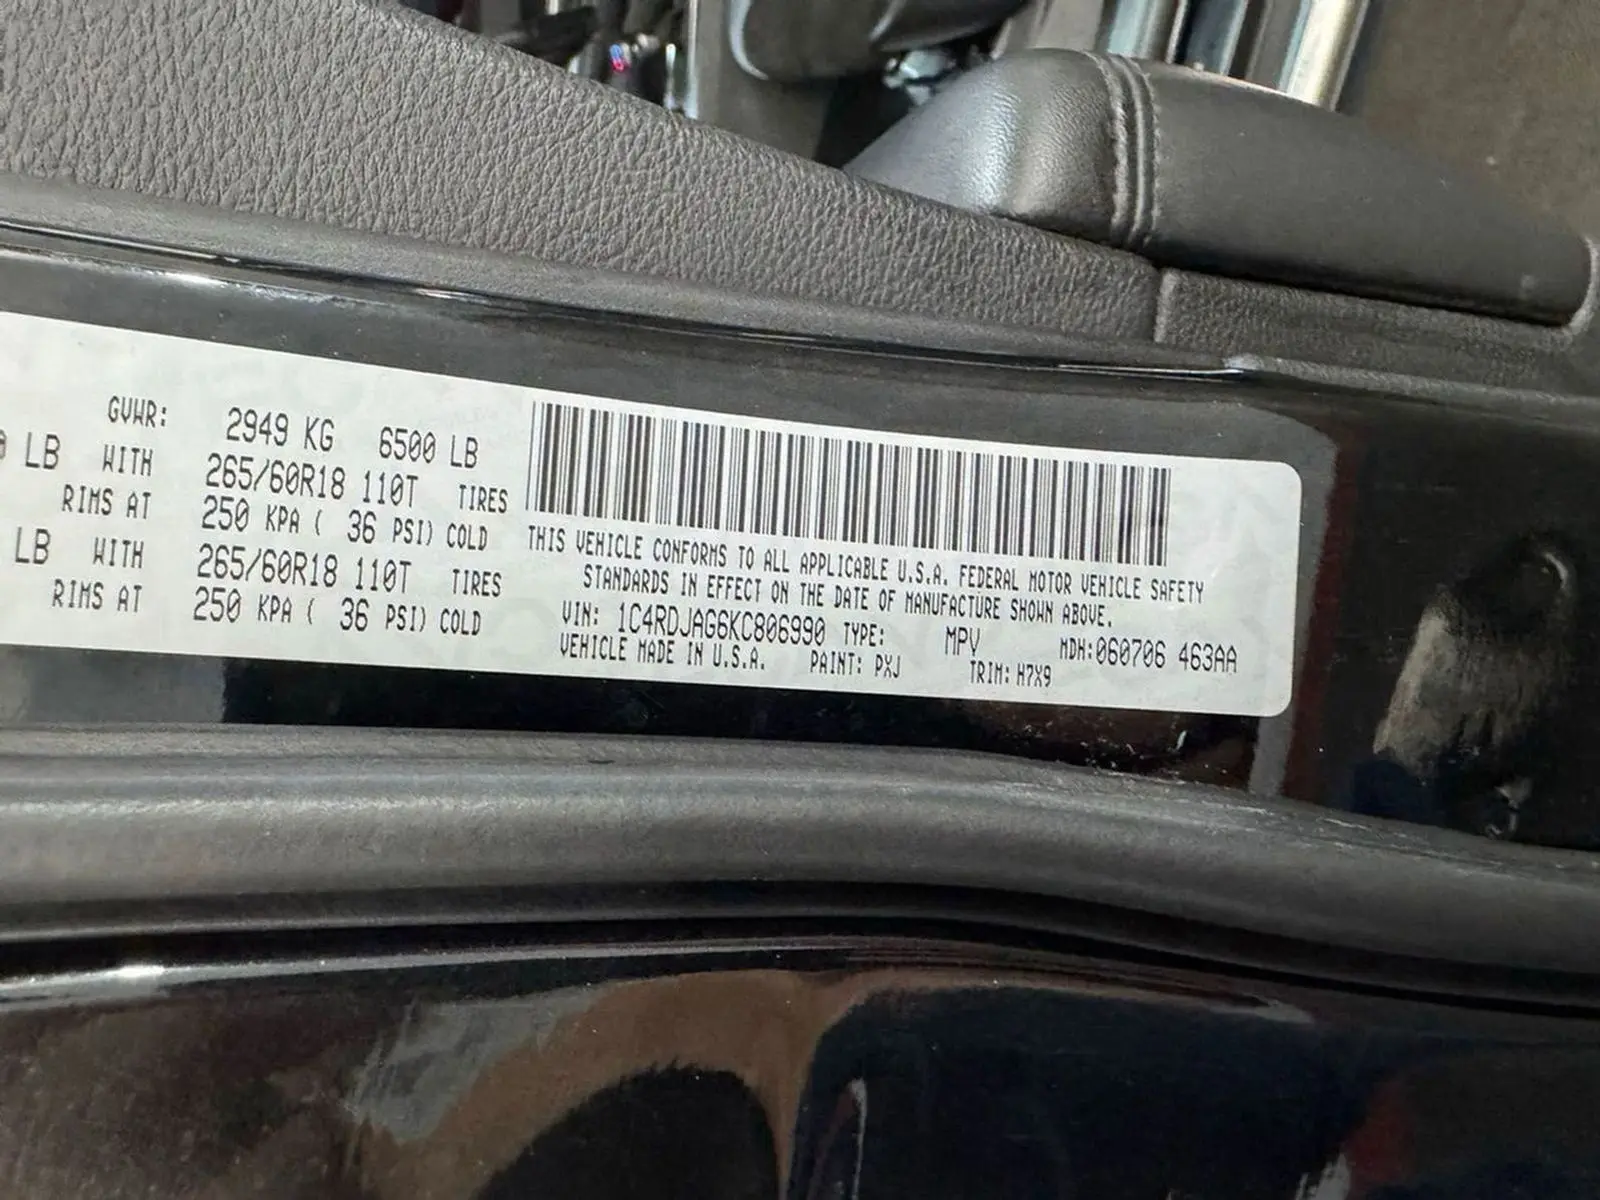 GVWR: 2949 KG 6500 LB
LB WITH 265/60R18 110T TIRES
RIMS AT 250 KPA ( 36 PSI) COLD
LB WITH 265/60R18 110T TIRES
RIMS AT 250 KPA ( 36 PSI) COLD
THIS VEHICLE CONFORMS TO ALL APPLICABLE U.S.A. FEDERAL MOTOR VEHICLE SAFETY
STANDARDS IN EFFECT ON THE DATE OF MANUFACTURE SHOWN ABOVE.
VIN: 1C4RDJAG6KC806990 TYPE: MPV MDH:060706 463AA
VEHICLE MADE IN U.S.A. PAINT: PXJ TRIM: H7X9